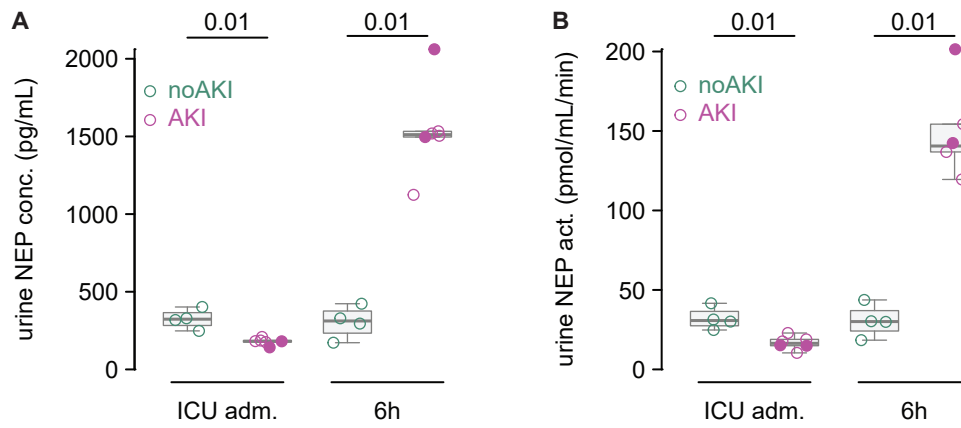 A
0.01
0.01
2000
1500
1000
500
0
urine NEP conc. (pg/mL)
noAKI
AKI
ICU adm.
6h
B
0.01
0.01
200
150
100
50
0
urine NEP act. (pmol/mL/min)
noAKI
AKI
ICU adm.
6h